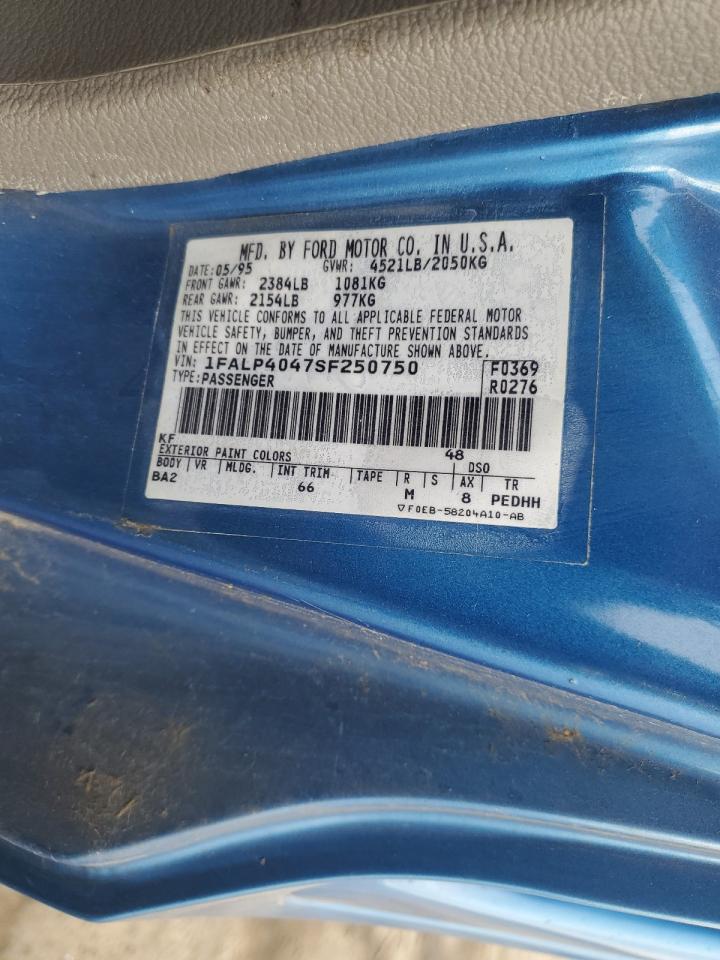 MFD. BY FORD MOTOR CO. IN U.S.A.
DATE: 05/95 GVWR: 4521LB/2050KG
FRONT GAWR: 2384LB 1081KG
REAR GAWR: 2154LB 977KG
THIS VEHICLE CONFORMS TO ALL APPLICABLE FEDERAL MOTOR
VEHICLE SAFETY, BUMPER, AND THEFT PREVENTION STANDARDS
IN EFFECT ON THE DATE OF MANUFACTURE SHOWN ABOVE.
VIN: 1FALP4047SF250750 F0369
TYPE: PASSENGER R0276
KF 48
EXTERIOR PAINT COLORS DSO
BODY VR MLDG. INT TRIM TAPE R S AX TR
BA2 66 M 8 PEDHH
▽F0EB-58204A10-AB